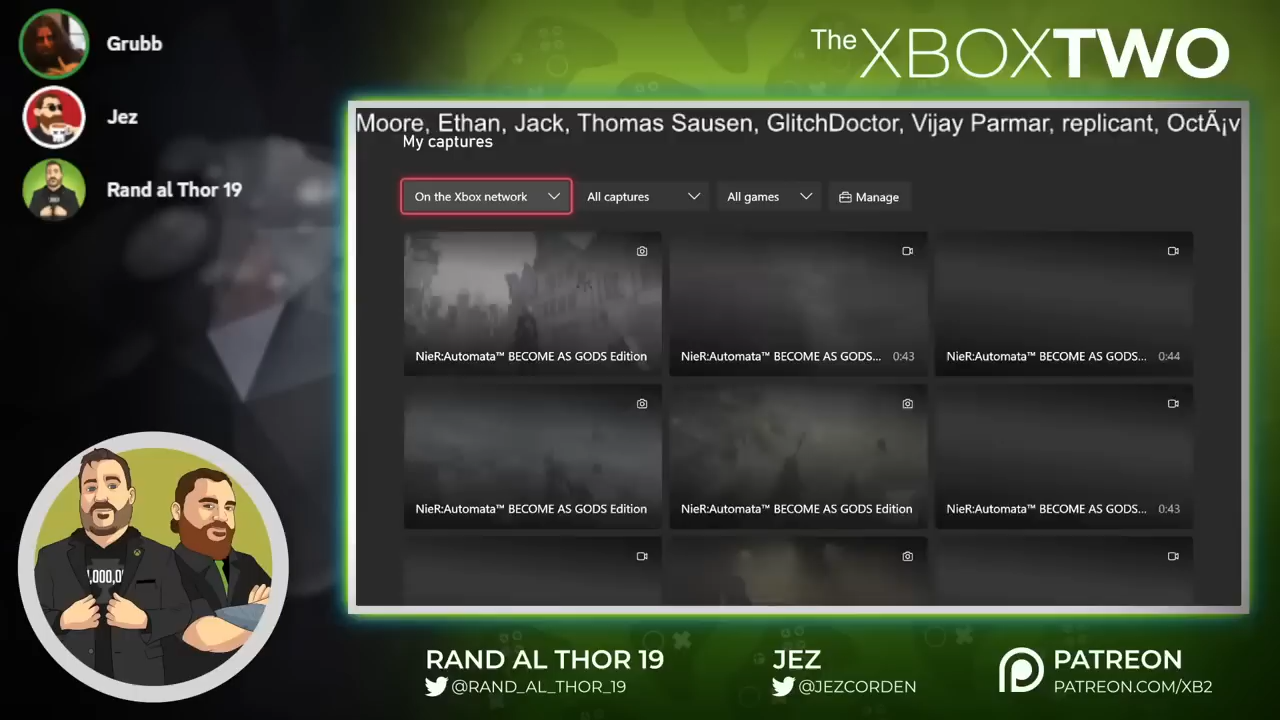 Grubb
Jez
Rand al Thor 19
The XBOXTWO
Moore, Ethan, Jack, Thomas Sausen, GlitchDoctor, Vijay Parmar, replicant, OctÃ¡v
My captures
On the Xbox network All captures All games Manage
NieR:Automata™ BECOME AS GODS Edition NieR:Automata™ BECOME AS GODS... 0:43 NieR:Automata™ BECOME AS GODS... 0:44
NieR:Automata™ BECOME AS GODS Edition NieR:Automata™ BECOME AS GODS Edition NieR:Automata™ BECOME AS GODS... 0:43
,000,0
RAND AL THOR 19 JEZ PATREON
@RAND_AL_THOR_19 @JEZCORDEN PATREON.COM/XB2